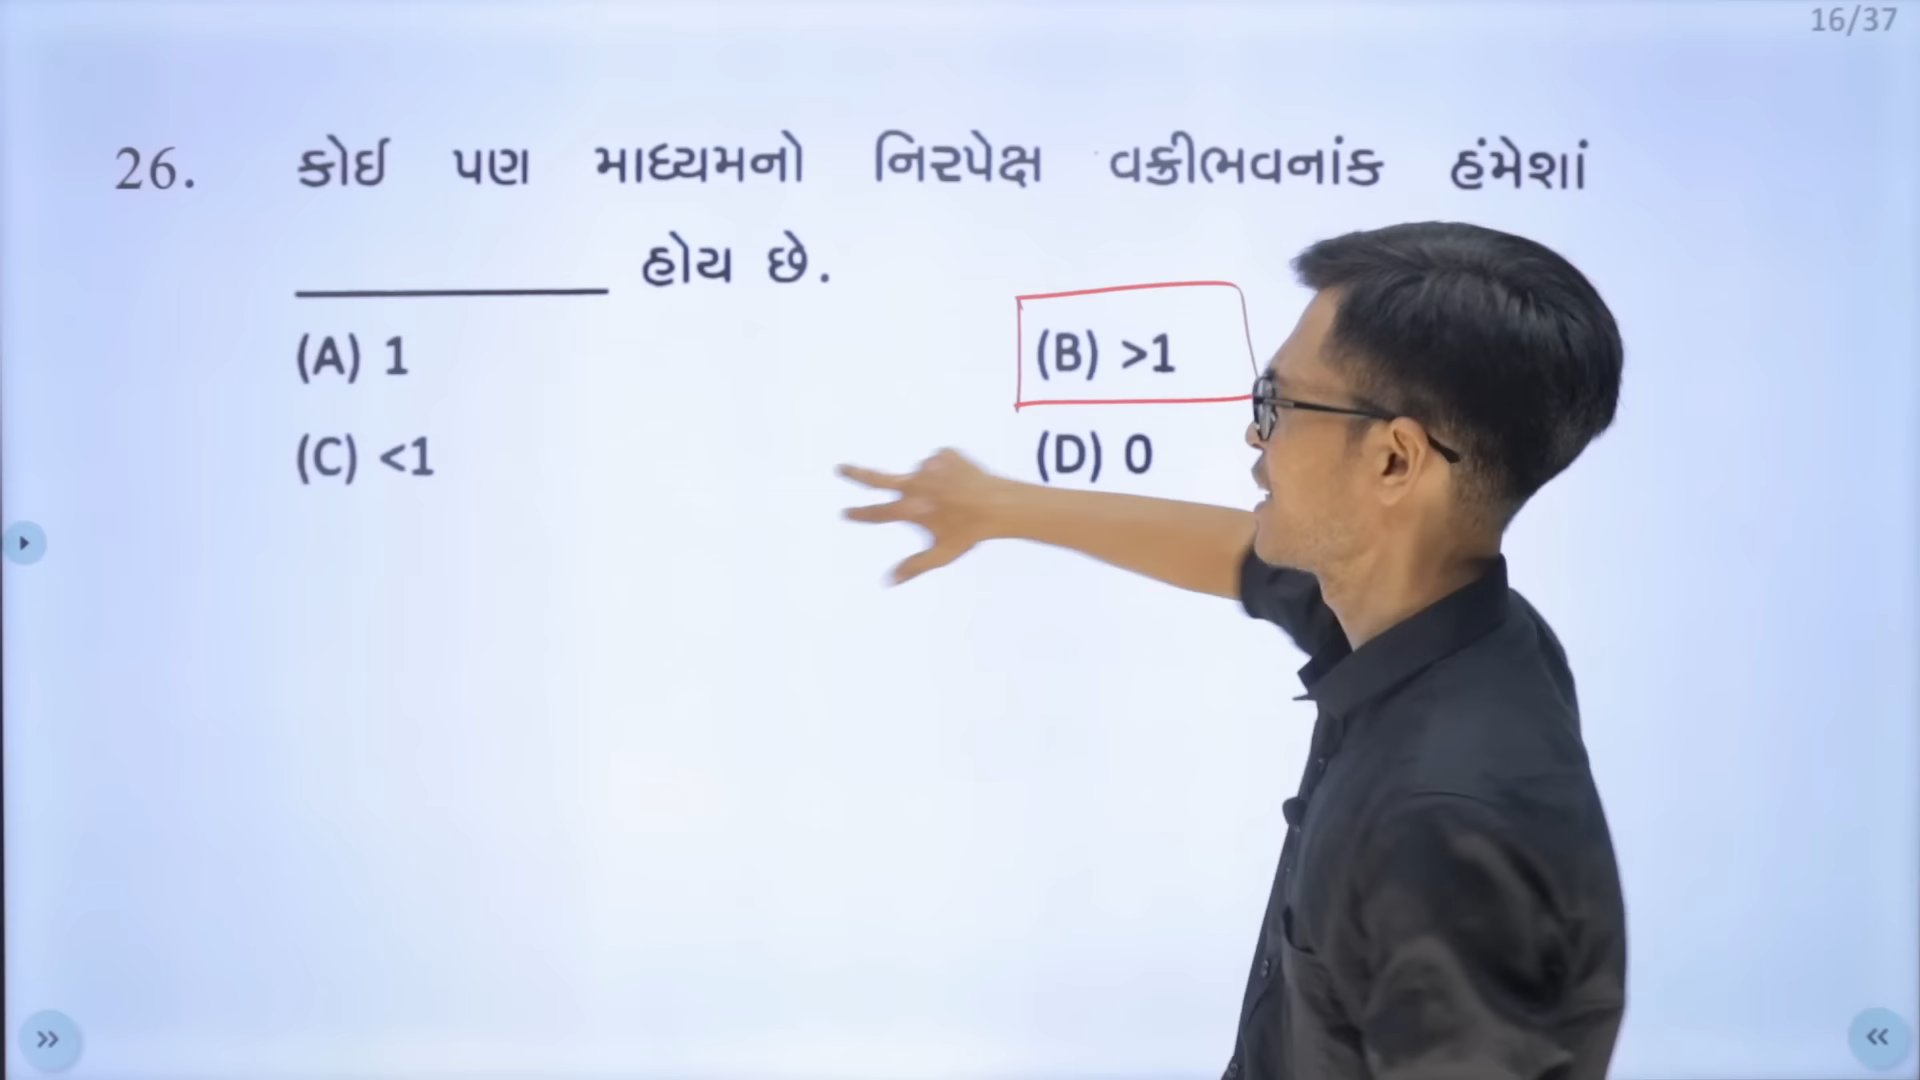 16/37
26. કોઈ પણ માધ્યમનો નિરપેક્ષ વક્રીભવનાંક હંમેશાં
__________ હોય છે.
(A) 1 (B) >1
(C) <1 (D) 0